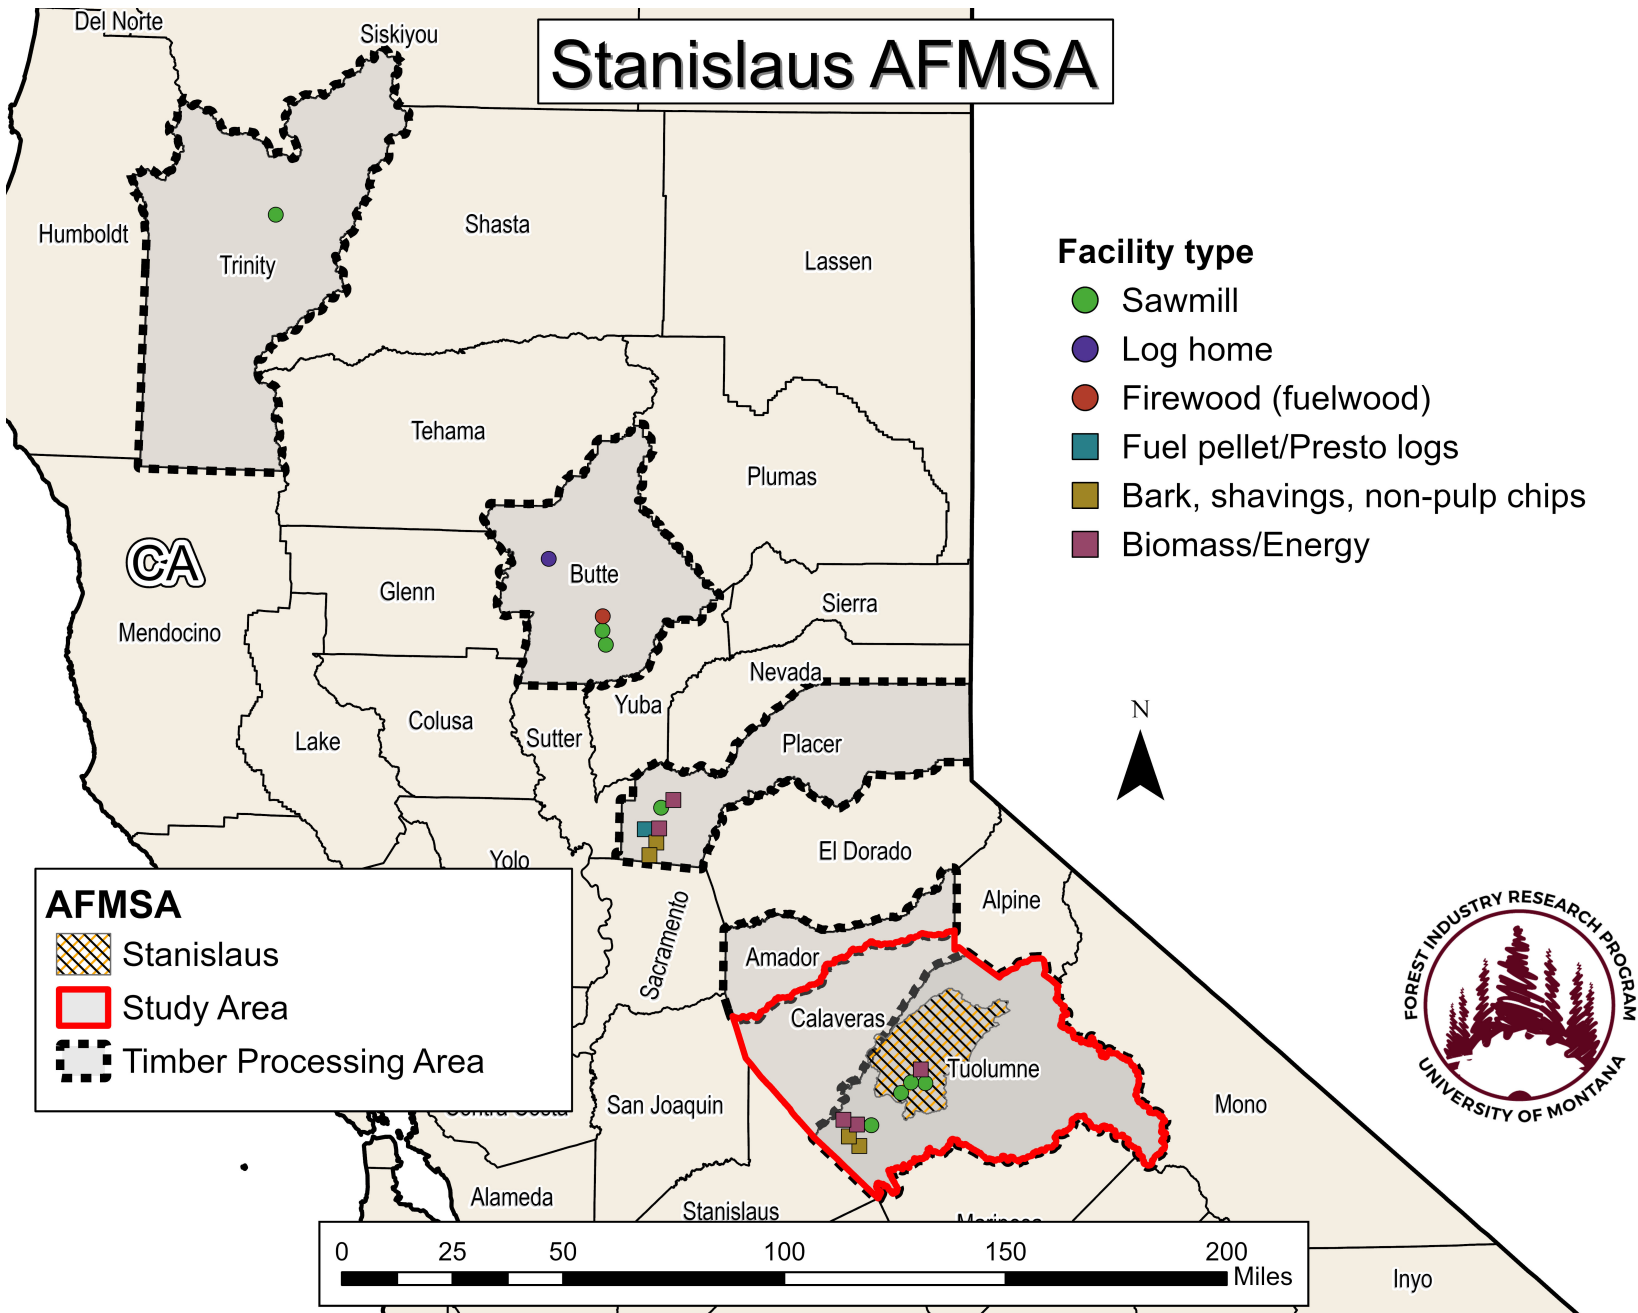 Del Norte
Siskiyou
Stanislaus AFMSA
Humboldt
Trinity
Shasta
Lassen
Facility type
Sawmill
Log home
Firewood (fuelwood)
Fuel pellet/Presto logs
Bark, shavings, non-pulp chips
Biomass/Energy
Tehama
Plumas
CA
Butte
Glenn
Sierra
Mendocino
Nevada
Yuba
Colusa
Sutter
Lake
Placer
N
Yolo
El Dorado
Alpine
Sacramento
Amador
Calaveras
Tuolumne
Mono
San Joaquin
Contra Costa
Alameda
Stanislaus
Mariposa
Inyo
AFMSA
Stanislaus
Study Area
Timber Processing Area
FOREST INDUSTRY RESEARCH PROGRAM
UNIVERSITY OF MONTANA
0 25 50 100 150 200
Miles